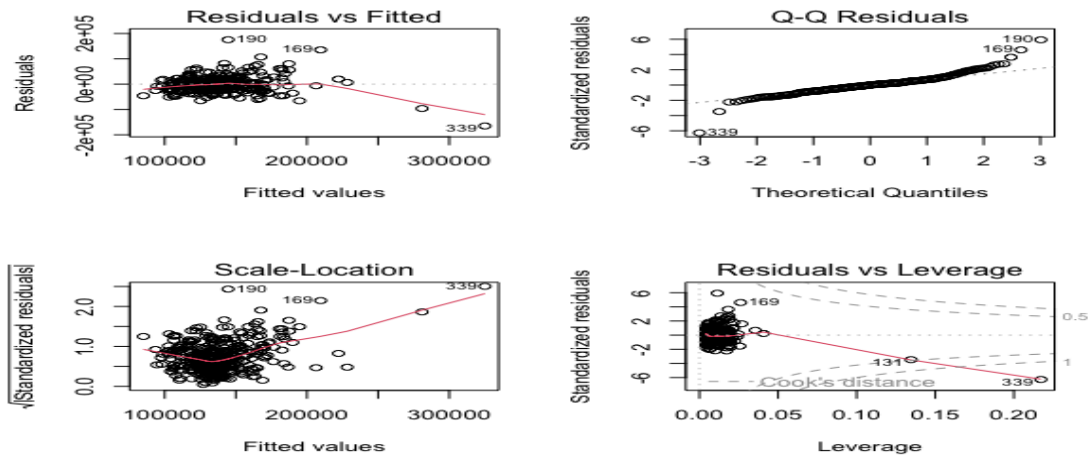 Residuals vs Fitted
Residuals
2e+05
0e+00
-2e+05
190
169
339
100000 200000 300000
Fitted values
Q-Q Residuals
Standardized residuals
6
2
-2
-6
190
169
339
-3 -2 -1 0 1 2 3
Theoretical Quantiles
Scale-Location
√|Standardized residuals|
2.0
1.0
0.0
190
169
339
100000 200000 300000
Fitted values
Residuals vs Leverage
Standardized residuals
6
2
-2
-6
169
131
339
0.5
1
Cook's distance
0.00 0.05 0.10 0.15 0.20
Leverage